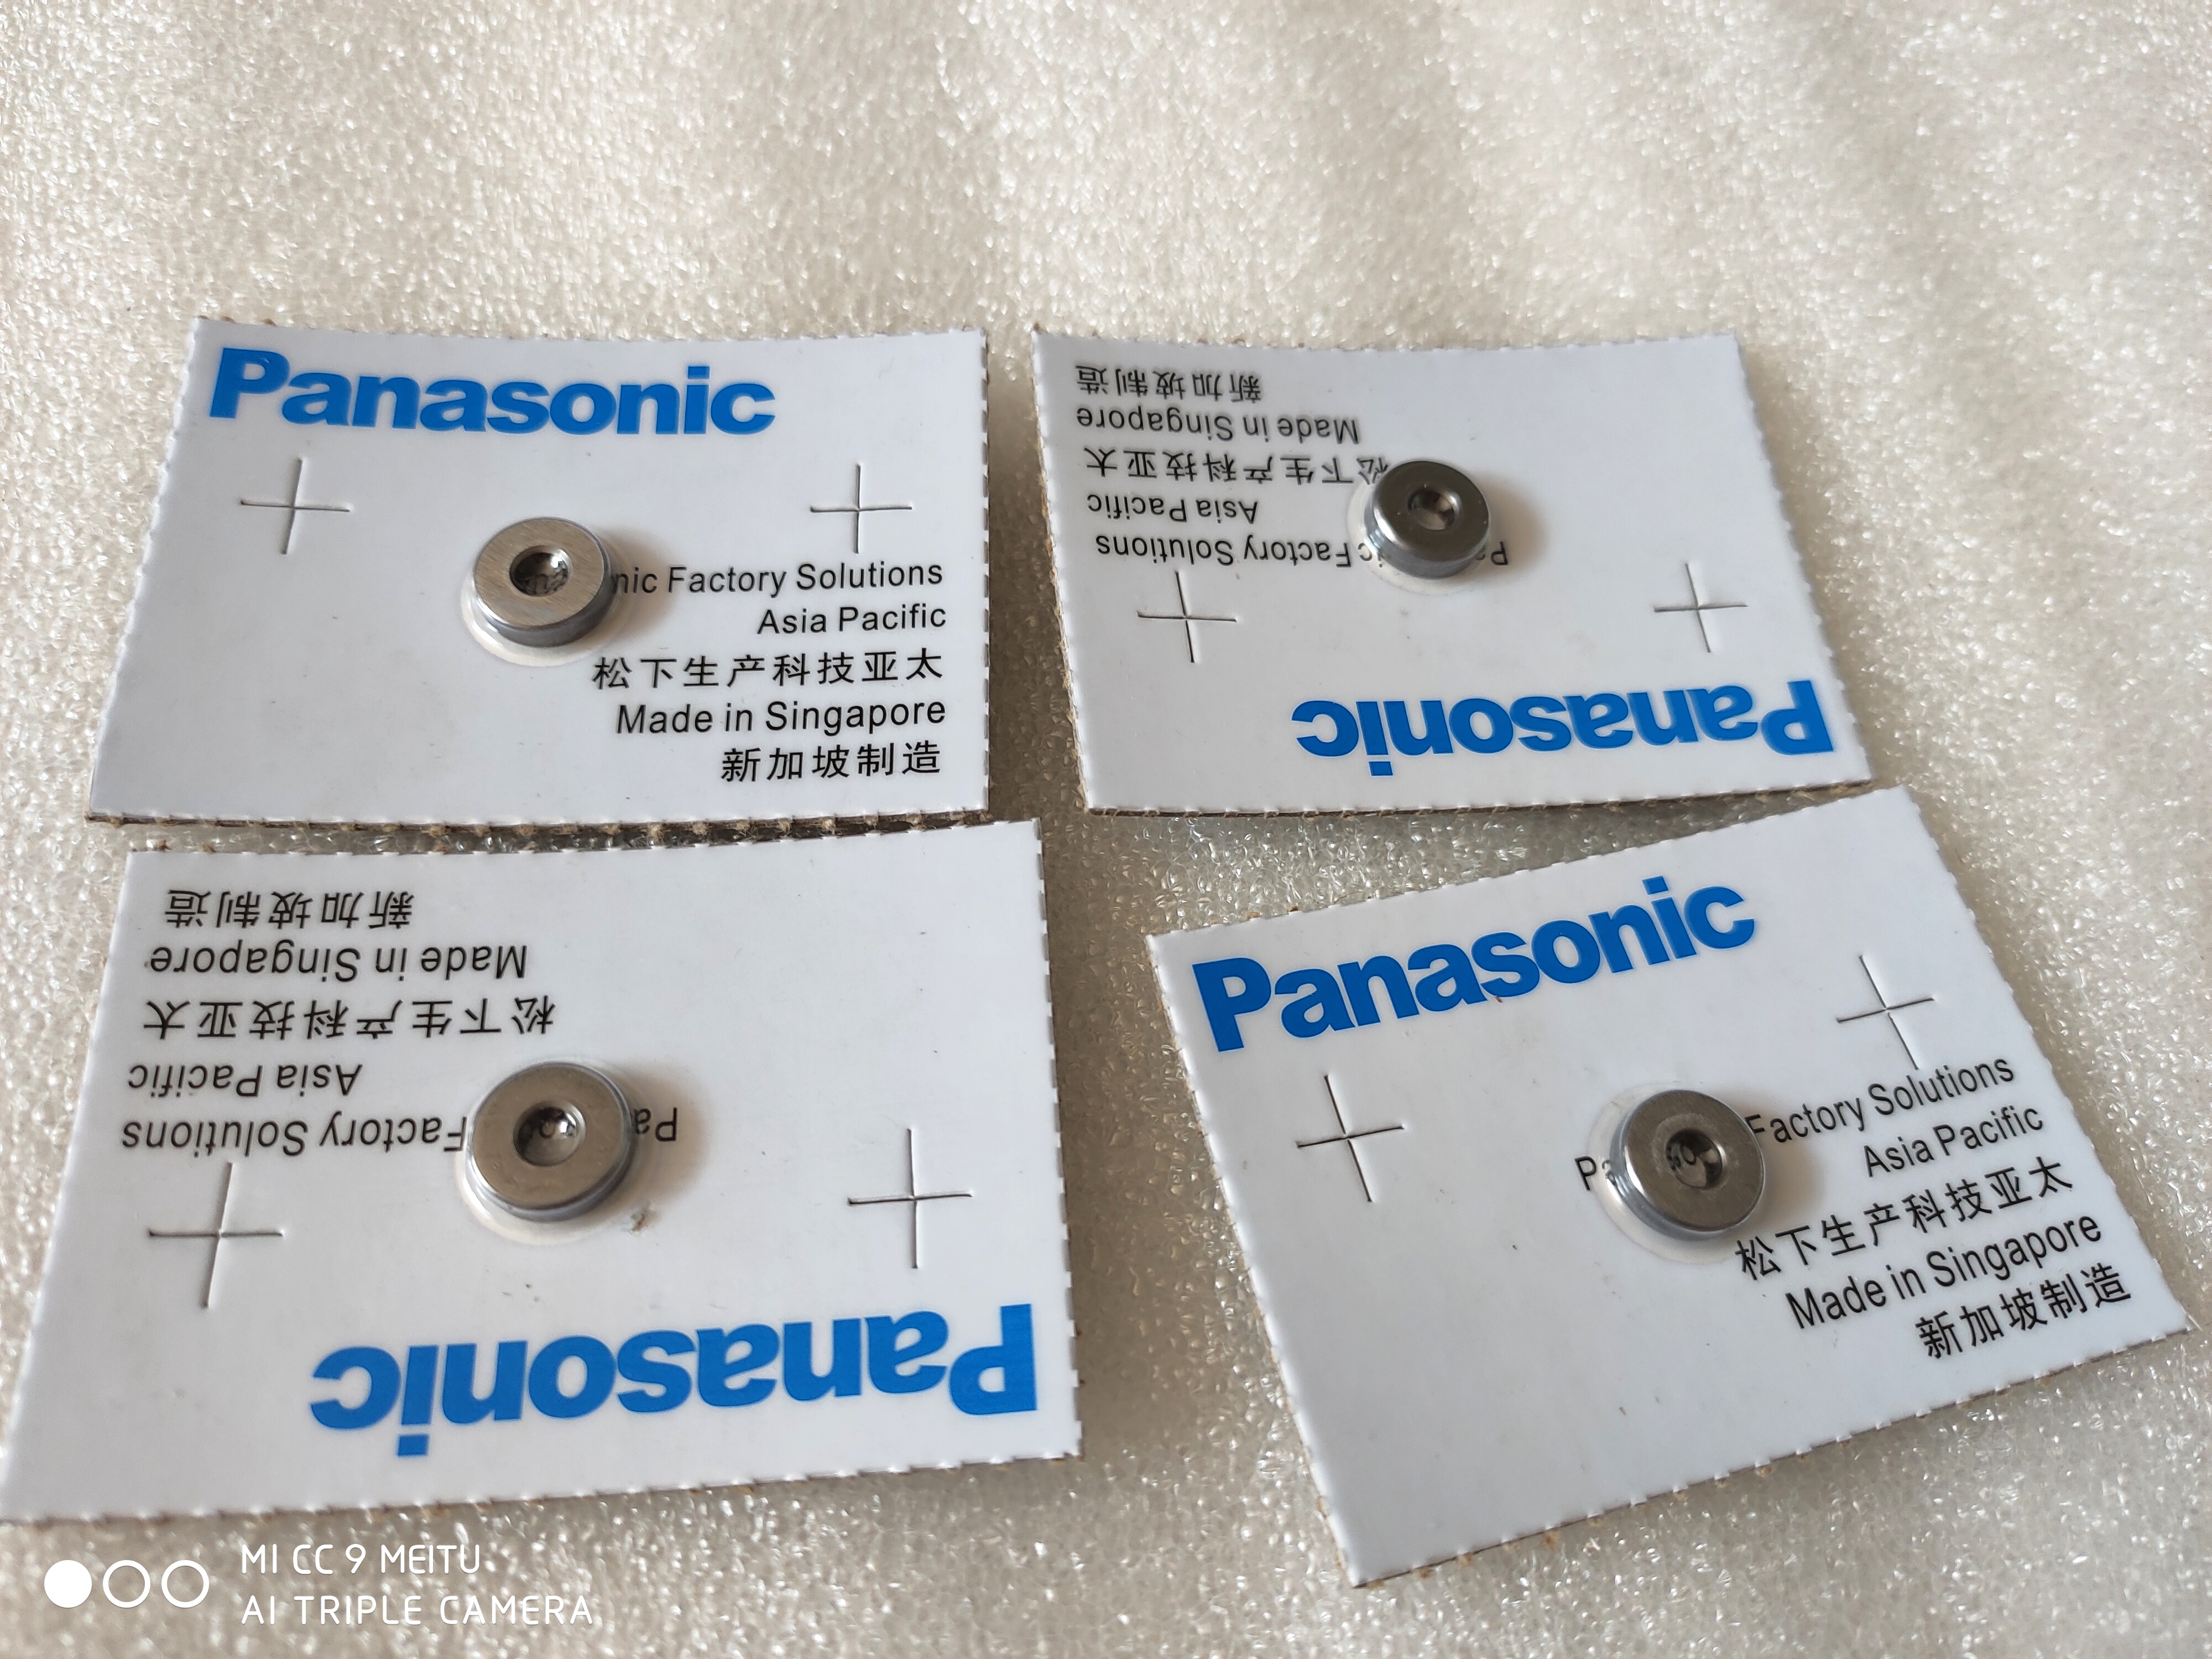 Panasonic
nic Factory Solutions
Asia Pacific
松下生产科技亚太
Made in Singapore
新加坡制造
Panasonic
Factory Solutions
Asia Pacific
松下生产科技亚太
Made in Singapore
新加坡制造
Panasonic
Pa Factory Solutions
Asia Pacific
松下生产科技亚太
Made in Singapore
新加坡制造
Panasonic
Factory Solutions
Asia Pacific
松下生产科技亚太
Made in Singapore
新加坡制造
MI CC 9 MEITU
AI TRIPLE CAMERA